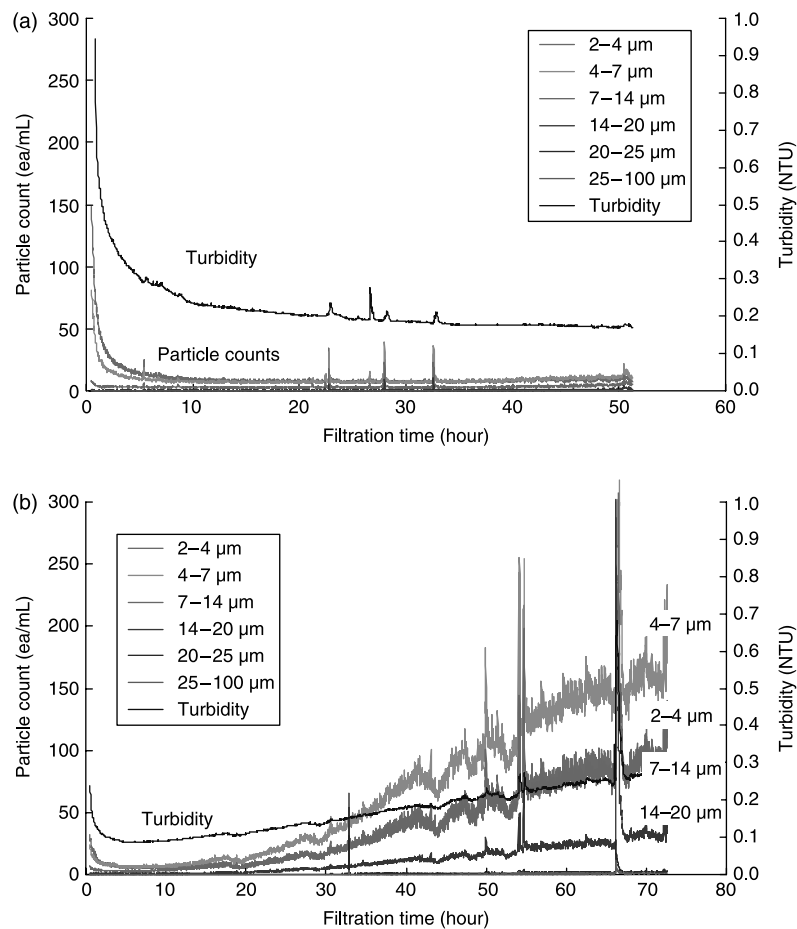 (a)
300
250
200
150
100
50
0
Particle count (ea/mL)
2–4 µm
4–7 µm
7–14 µm
14–20 µm
20–25 µm
25–100 µm
Turbidity
1.0
0.9
0.8
0.7
0.6
0.5
0.4
0.3
0.2
0.1
0.0
Turbidity (NTU)
Turbidity
Particle counts
0 10 20 30 40 50 60
Filtration time (hour)
(b)
300
250
200
150
100
50
0
Particle count (ea/mL)
2–4 µm
4–7 µm
7–14 µm
14–20 µm
20–25 µm
25–100 µm
Turbidity
1.0
0.9
0.8
0.7
0.6
0.5
0.4
0.3
0.2
0.1
0.0
Turbidity (NTU)
4–7 µm
2–4 µm
7–14 µm
14–20 µm
Turbidity
0 10 20 30 40 50 60 70 80
Filtration time (hour)